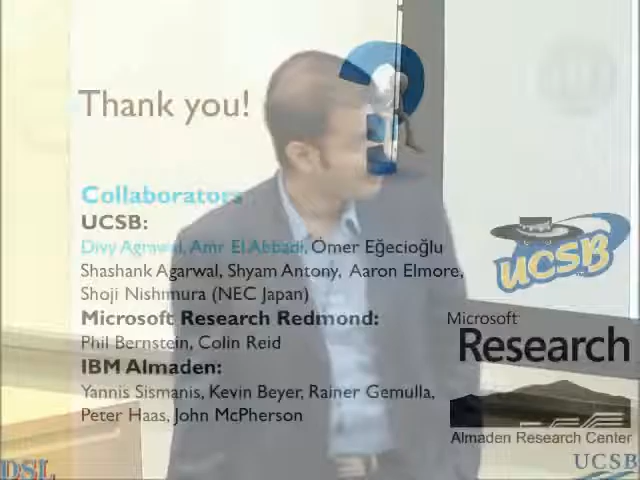 Thank you!
Collaborators
UCSB:
Divy Agrawal, Amr El Abbadi, Ömer Eğecioğlu
Shashank Agarwal, Shyam Antony, Aaron Elmore,
Shoji Nishimura (NEC Japan)
UCSB
Microsoft Research Redmond:
Phil Bernstein, Colin Reid
Microsoft
Research
IBM Almaden:
Yannis Sismanis, Kevin Beyer, Rainer Gemulla,
Peter Haas, John McPherson
Almaden Research Center
DSL
UCSB